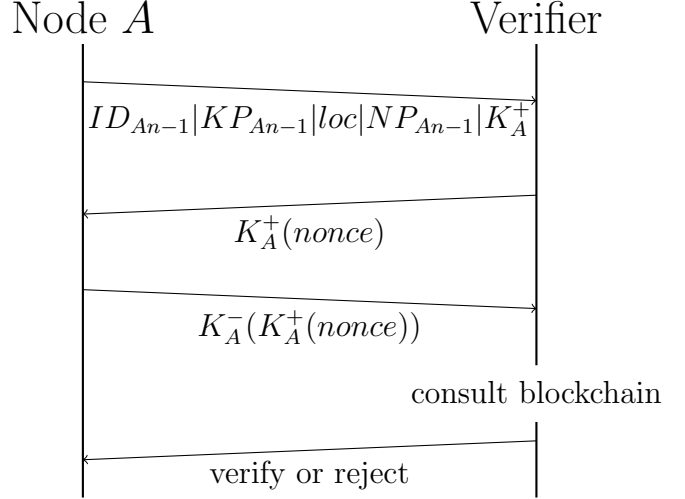 Node A Verifier
ID_{An−1}|KP_{An−1}|loc|NP_{An−1}|K_A^+
K_A^+(nonce)
K_A^−(K_A^+(nonce))
consult blockchain
verify or reject